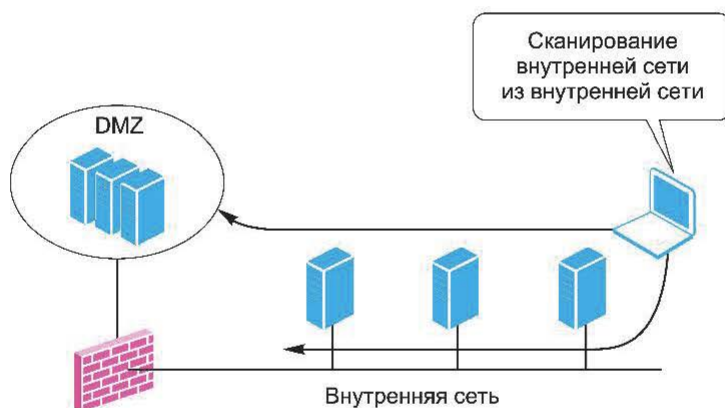 Сканирование
внутренней сети
из внутренней сети
DMZ
Внутренняя сеть